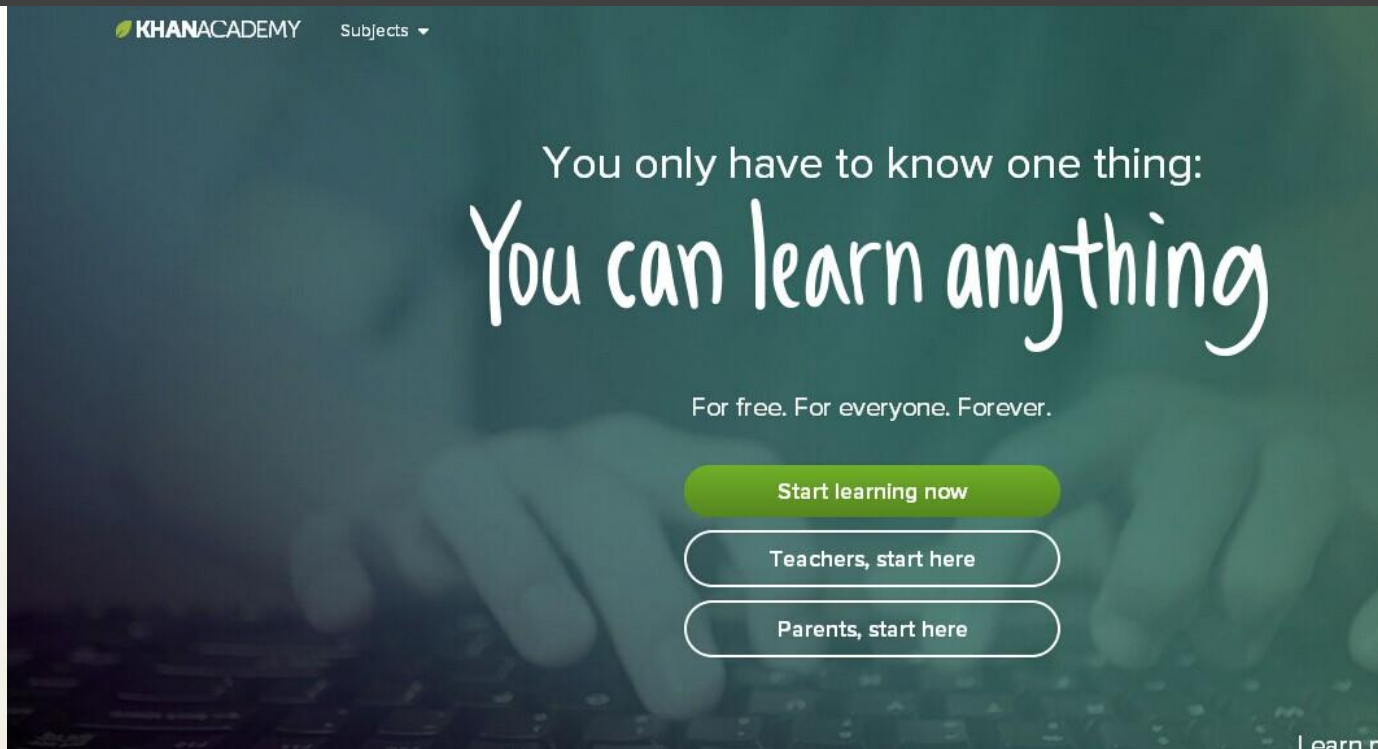 KHANACADEMY Subjects
You only have to know one thing:
You can learn anything
For free. For everyone. Forever.
Start learning now
Teachers, start here
Parents, start here
Learn